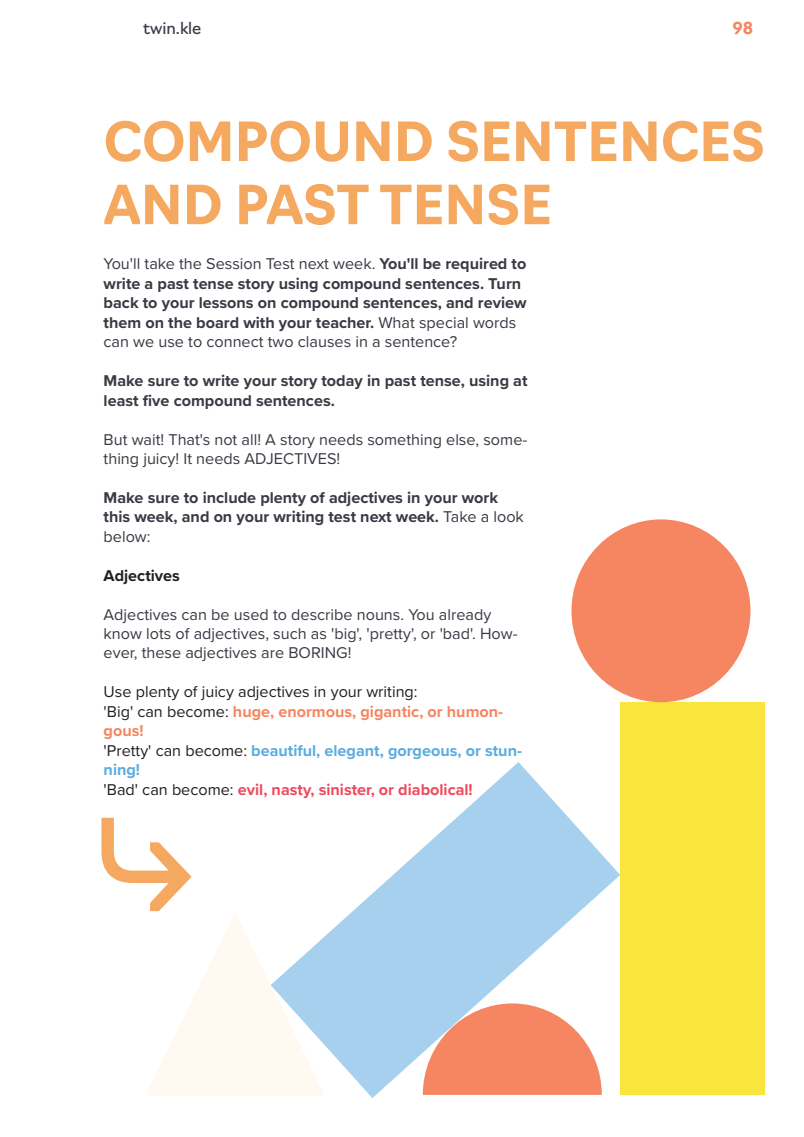 twin.kle
98
COMPOUND SENTENCES
AND PAST TENSE
You'll take the Session Test next week. You'll be required to
write a past tense story using compound sentences. Turn
back to your lessons on compound sentences, and review
them on the board with your teacher. What special words
can we use to connect two clauses in a sentence?
Make sure to write your story today in past tense, using at
least five compound sentences.
But wait! That's not all! A story needs something else, some-
thing juicy! It needs ADJECTIVES!
Make sure to include plenty of adjectives in your work
this week, and on your writing test next week. Take a look
below:
Adjectives
Adjectives can be used to describe nouns. You already
know lots of adjectives, such as 'big', 'pretty', or 'bad'. How-
ever, these adjectives are BORING!
Use plenty of juicy adjectives in your writing:
'Big' can become: huge, enormous, gigantic, or humon-
gous!
'Pretty' can become: beautiful, elegant, gorgeous, or stun-
ning!
'Bad' can become: evil, nasty, sinister, or diabolical!